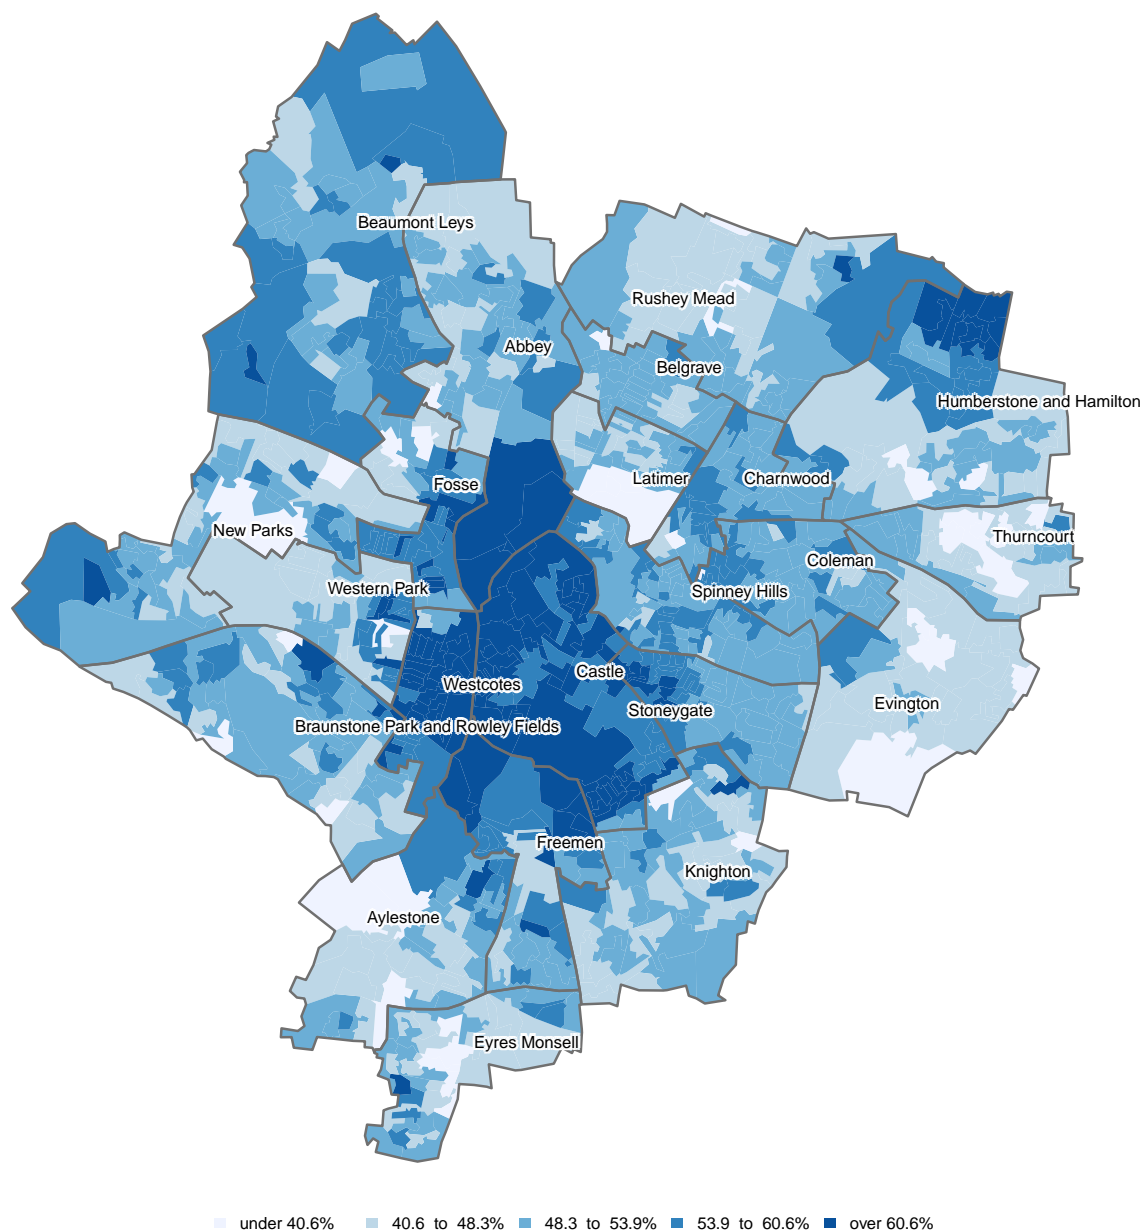 Beaumont Leys
Rushey Mead
Abbey
Belgrave
Humberstone and Hamilton
Latimer
Charnwood
Fosse
New Parks
Thurncourt
Coleman
Western Park
Spinney Hills
Castle
Westcotes
Evington
Stoneygate
Braunstone Park and Rowley Fields
Freemen
Knighton
Aylestone
Eyres Monsell
under 40.6% 40.6 to 48.3% 48.3 to 53.9% 53.9 to 60.6% over 60.6%